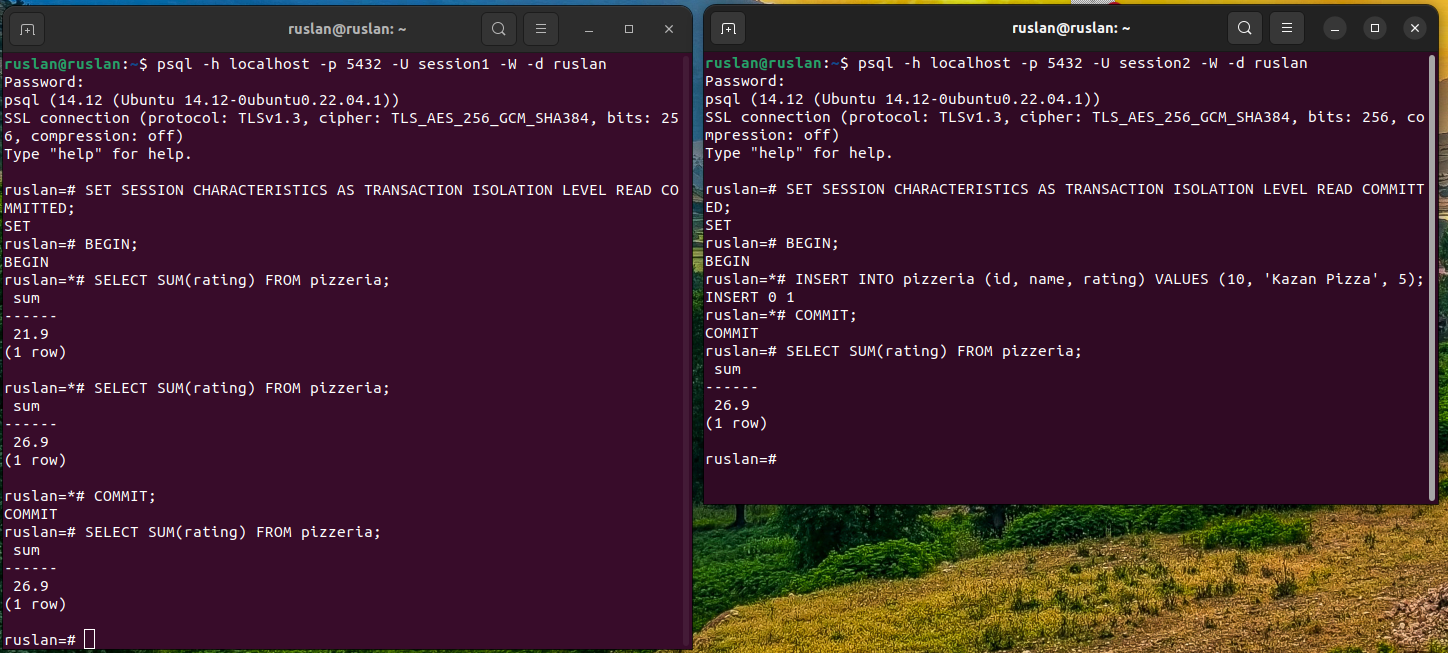 ruslan@ruslan: ~
ruslan@ruslan:~$ psql -h localhost -p 5432 -U session1 -W -d ruslan
Password:
psql (14.12 (Ubuntu 14.12-0ubuntu0.22.04.1))
SSL connection (protocol: TLSv1.3, cipher: TLS_AES_256_GCM_SHA384, bits: 25
6, compression: off)
Type "help" for help.
ruslan=# SET SESSION CHARACTERISTICS AS TRANSACTION ISOLATION LEVEL READ CO
MMITTED;
SET
ruslan=# BEGIN;
BEGIN
ruslan=*# SELECT SUM(rating) FROM pizzeria;
 sum
------
 21.9
(1 row)
ruslan=*# SELECT SUM(rating) FROM pizzeria;
 sum
------
 26.9
(1 row)
ruslan=*# COMMIT;
COMMIT
ruslan=# SELECT SUM(rating) FROM pizzeria;
 sum
------
 26.9
(1 row)
ruslan=#
ruslan@ruslan: ~
ruslan@ruslan:~$ psql -h localhost -p 5432 -U session2 -W -d ruslan
Password:
psql (14.12 (Ubuntu 14.12-0ubuntu0.22.04.1))
SSL connection (protocol: TLSv1.3, cipher: TLS_AES_256_GCM_SHA384, bits: 256, co
mpression: off)
Type "help" for help.
ruslan=# SET SESSION CHARACTERISTICS AS TRANSACTION ISOLATION LEVEL READ COMMITT
ED;
SET
ruslan=# BEGIN;
BEGIN
ruslan=*# INSERT INTO pizzeria (id, name, rating) VALUES (10, 'Kazan Pizza', 5);
INSERT 0 1
ruslan=*# COMMIT;
COMMIT
ruslan=# SELECT SUM(rating) FROM pizzeria;
 sum
------
 26.9
(1 row)
ruslan=#